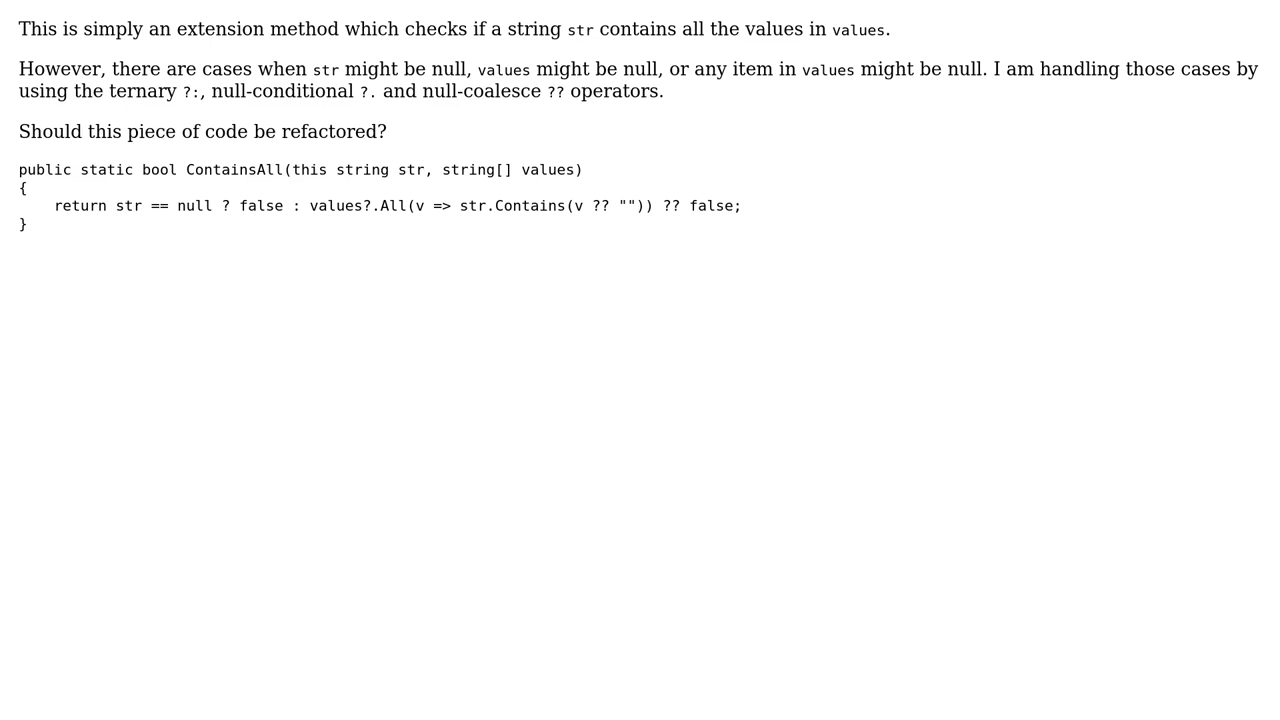 This is simply an extension method which checks if a string str contains all the values in values.
However, there are cases when str might be null, values might be null, or any item in values might be null. I am handling those cases by
using the ternary ?:, null-conditional ?. and null-coalesce ?? operators.
Should this piece of code be refactored?
public static bool ContainsAll(this string str, string[] values)
{
    return str == null ? false : values?.All(v => str.Contains(v ?? "")) ?? false;
}